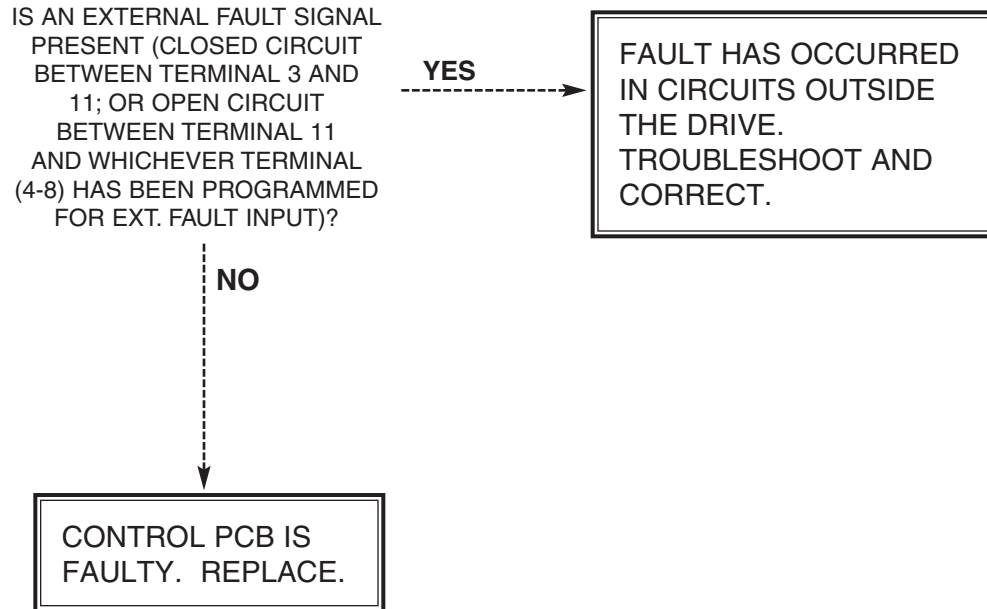 IS AN EXTERNAL FAULT SIGNAL
PRESENT (CLOSED CIRCUIT
BETWEEN TERMINAL 3 AND
11; OR OPEN CIRCUIT
BETWEEN TERMINAL 11
AND WHICHEVER TERMINAL
(4-8) HAS BEEN PROGRAMMED
FOR EXT. FAULT INPUT)?
YES
FAULT HAS OCCURRED
IN CIRCUITS OUTSIDE
THE DRIVE.
TROUBLESHOOT AND
CORRECT.
NO
CONTROL PCB IS
FAULTY. REPLACE.